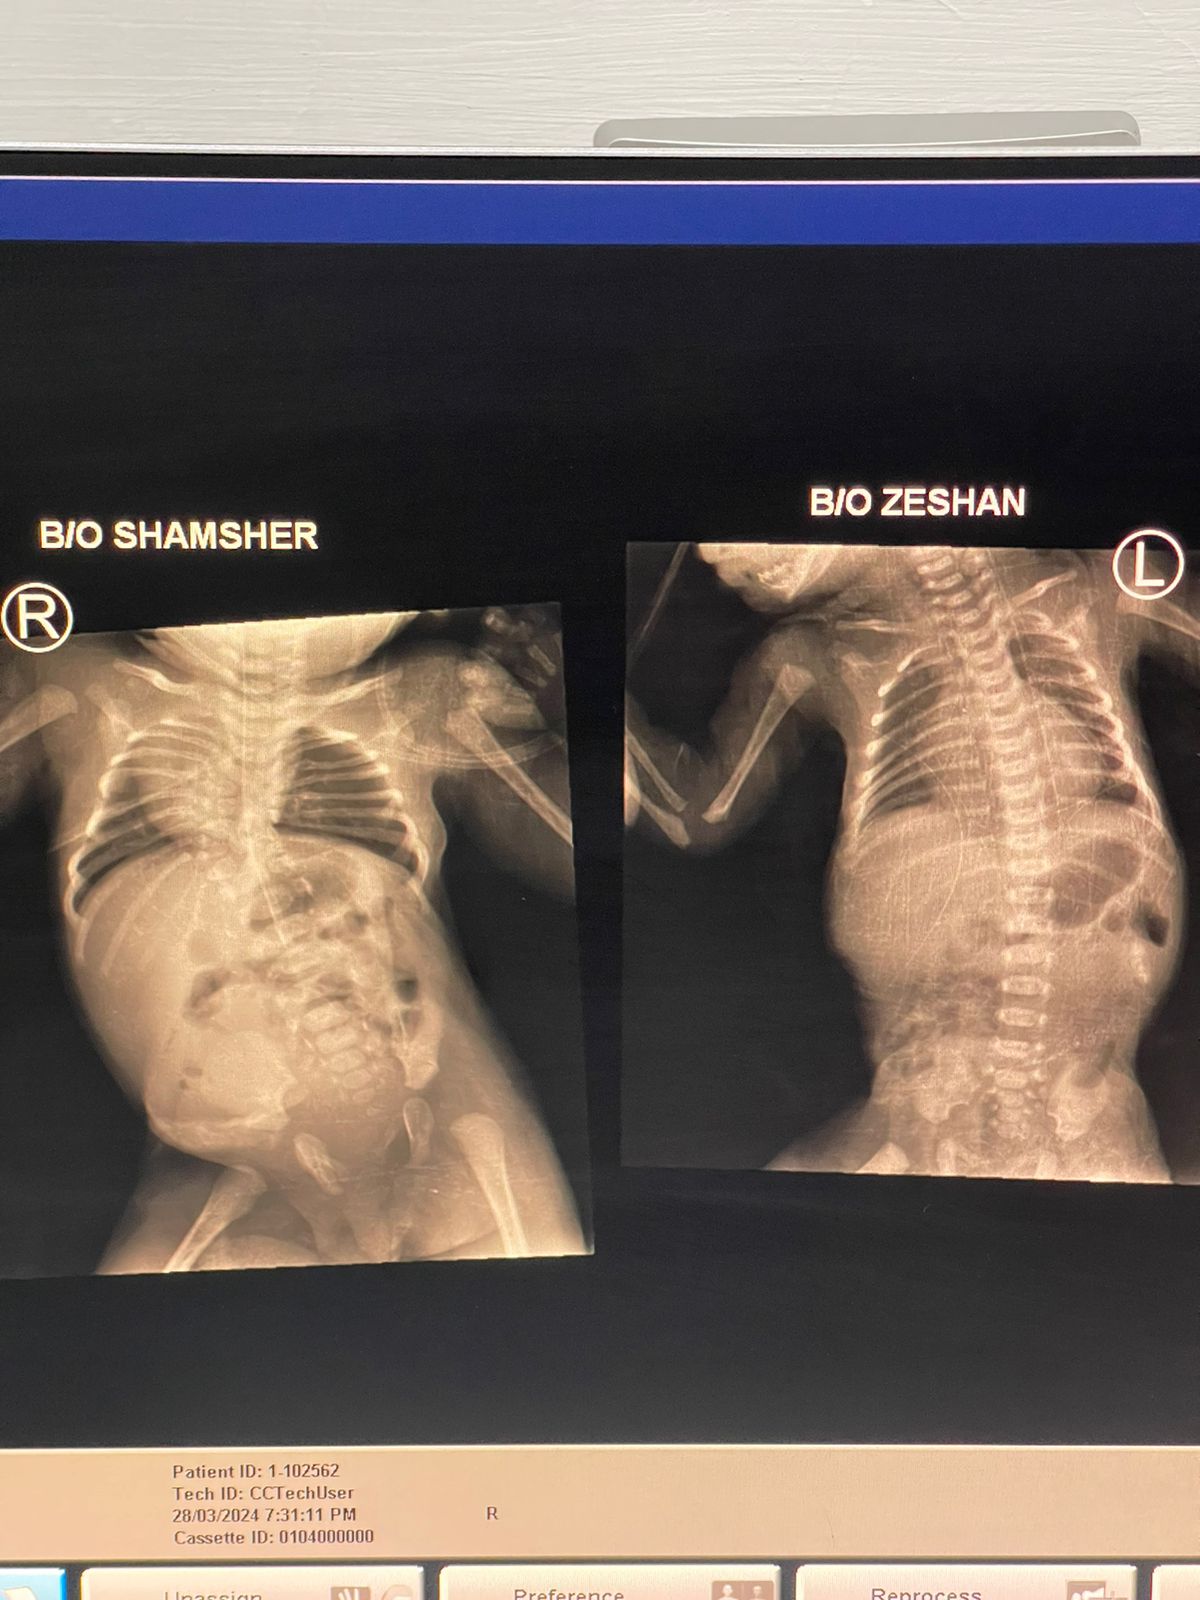 B/O SHAMSHER
R
B/O ZESHAN
L
Patient ID: 1-102562
Tech ID: CCTechUser
28/03/2024 7:31:11 PM
R
Cassette ID: 0104000000
Unassign
Preference
Reprocess